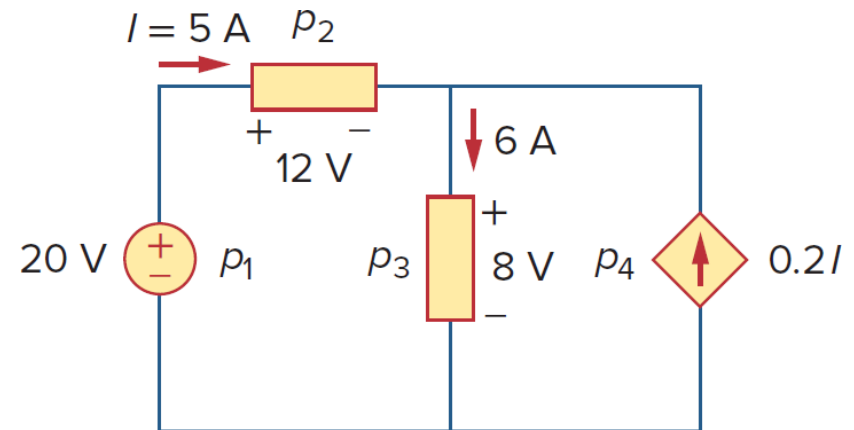 I = 5 A p₂
+ −
12 V
6 A
20 V + − p₁
p₃ + 8 V −
p₄ 0.2I